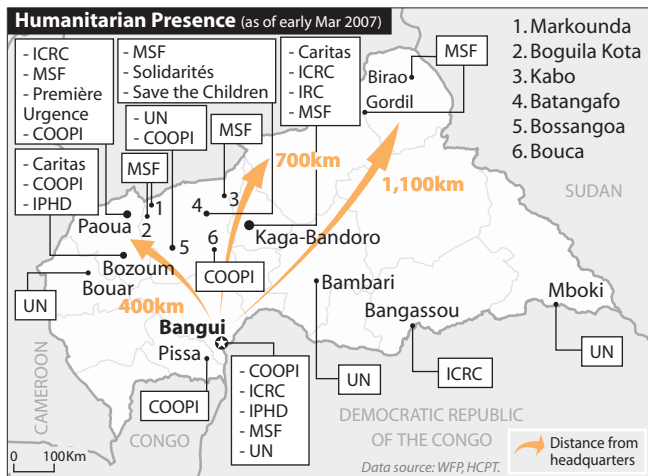 Humanitarian Presence (as of early Mar 2007)
- ICRC
- MSF
- Première
Urgence
- COOPI
- MSF
- Solidarités
- Save the Children
- Caritas
- ICRC
- IRC
- MSF
MSF
Birao
Gordil
1. Markounda
2. Boguila Kota
3. Kabo
4. Batangafo
5. Bossangoa
6. Bouca
- UN
- COOPI
MSF
- Caritas
- COOPI
- IPHD
MSF
700km
1,100km
SUDAN
1
2
3
4
5
6
Paoua
Kaga-Bandoro
Bozoum
COOPI
Bouar
UN
400km
Bambari
Mboki
Bangassou
Bangui
Pissa
COOPI
- COOPI
- ICRC
- IPHD
- MSF
- UN
UN
ICRC
UN
CAMEROON
CONGO
DEMOCRATIC REPUBLIC
OF THE CONGO
0 100Km
Data source: WFP, HCPT.
Distance from
headquarters